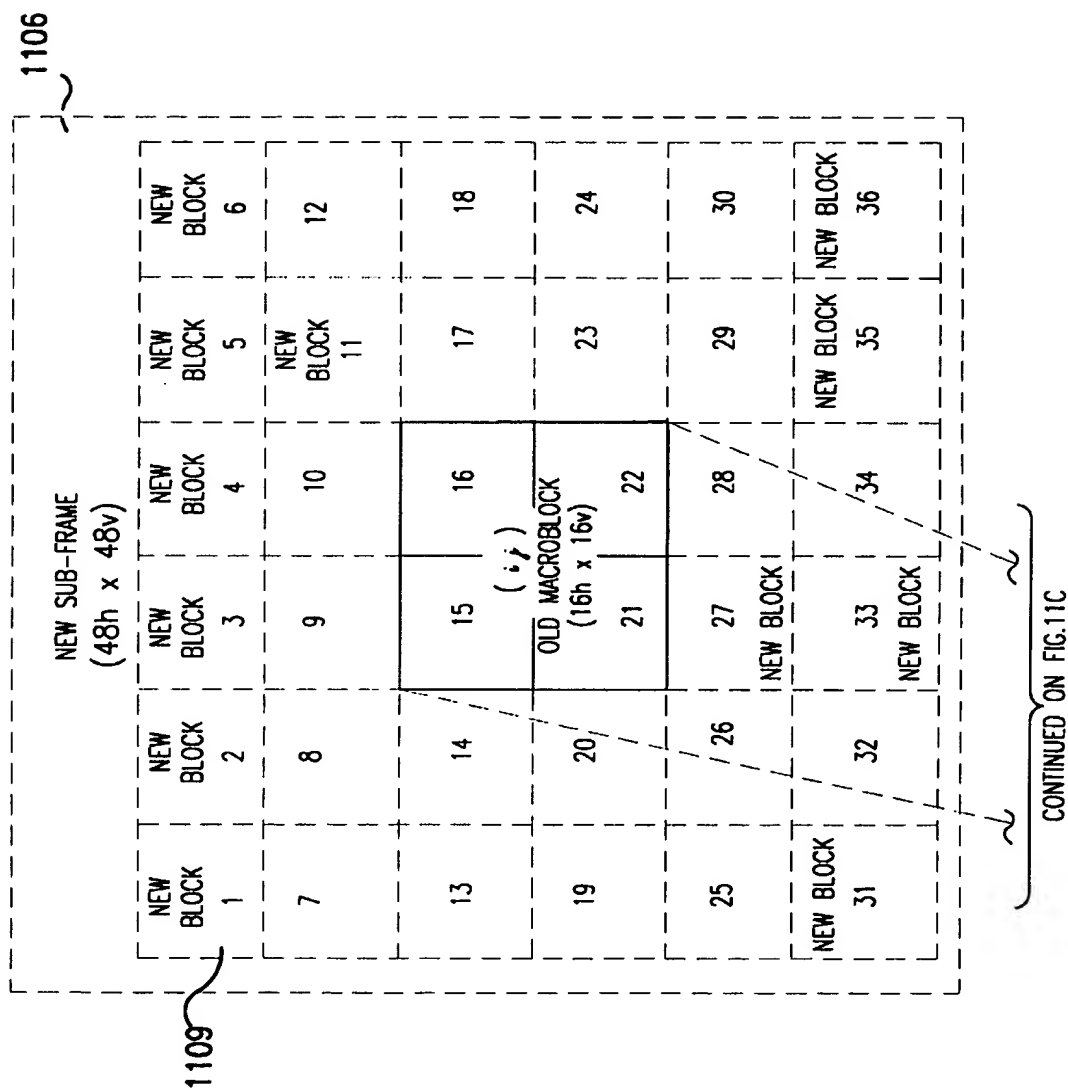 1106
NEW SUB-FRAME
(48h x 48v)
1109
NEW BLOCK 1
NEW BLOCK 2
NEW BLOCK 3
NEW BLOCK 4
NEW BLOCK 5
NEW BLOCK 6
7
8
9
10
NEW BLOCK 11
12
13
14
15
16
17
18
(i,j)
OLD MACROBLOCK
(16h x 16v)
19
20
21
22
23
24
25
26
27
NEW BLOCK
28
29
30
NEW BLOCK
31
32
33
NEW BLOCK
34
NEW BLOCK
35
NEW BLOCK
36
CONTINUED ON FIG.11C